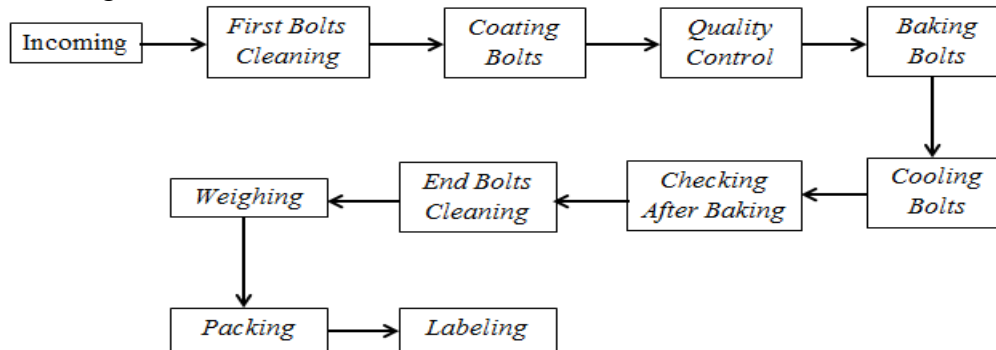 Incoming
First Bolts
Cleaning
Coating
Bolts
Quality
Control
Baking
Bolts
Cooling
Bolts
Checking
After Baking
End Bolts
Cleaning
Weighing
Packing
Labeling